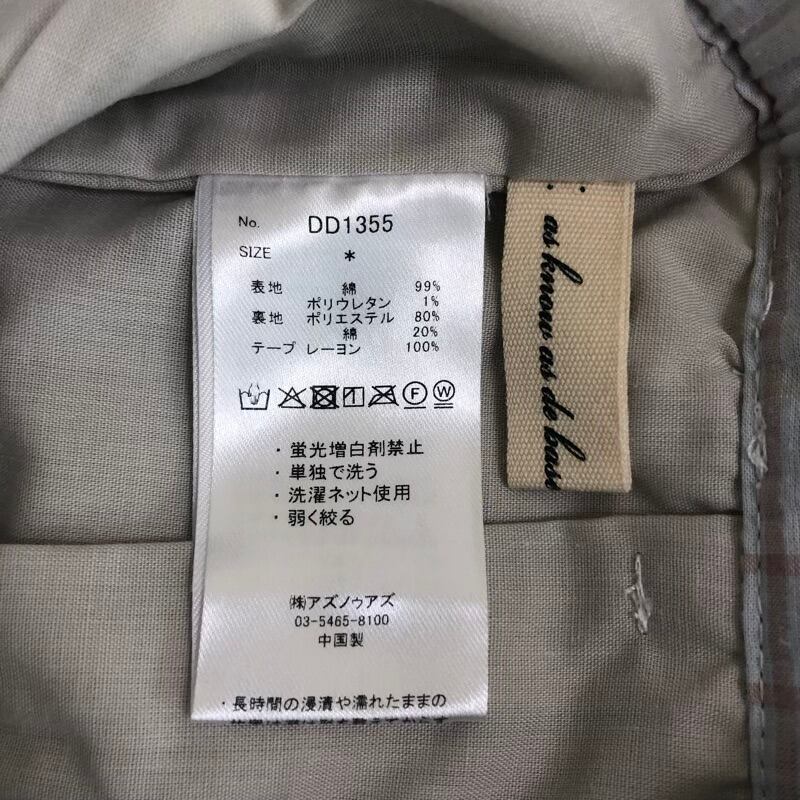 No. DD1355
SIZE *
表地 綿 99%
ポリウレタン 1%
裏地 ポリエステル 80%
綿 20%
テープ レーヨン 100%
F W
・蛍光増白剤禁止
・単独で洗う
・洗濯ネット使用
・弱く絞る
㈱アズノゥアズ
03-5465-8100
中国製
・長時間の浸漬や濡れたままの
as know as de base